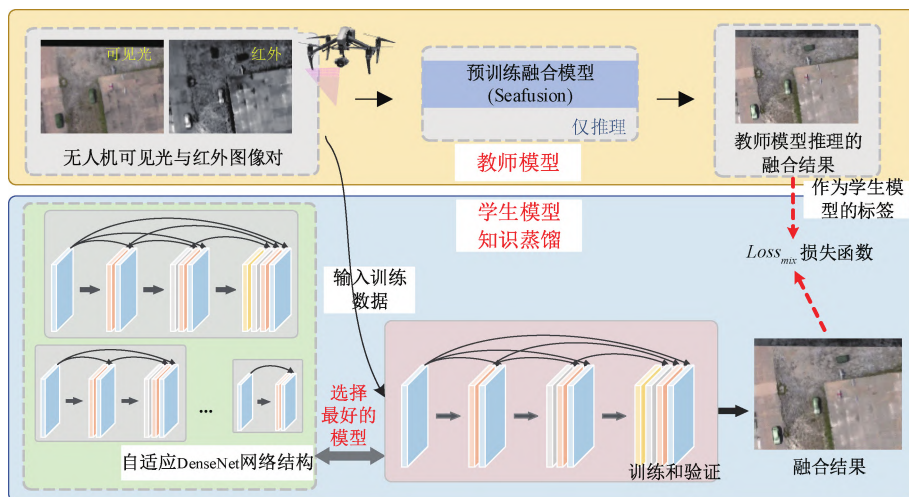 可见光
红外
无人机可见光与红外图像对
预训练融合模型
(Seafusion)
仅推理
教师模型
教师模型推理的
融合结果
作为学生模
型的标签
学生模型
知识蒸馏
Lossmix 损失函数
输入训练
数据
...
选择
最好的
模型
自适应DenseNet网络结构
训练和验证
融合结果